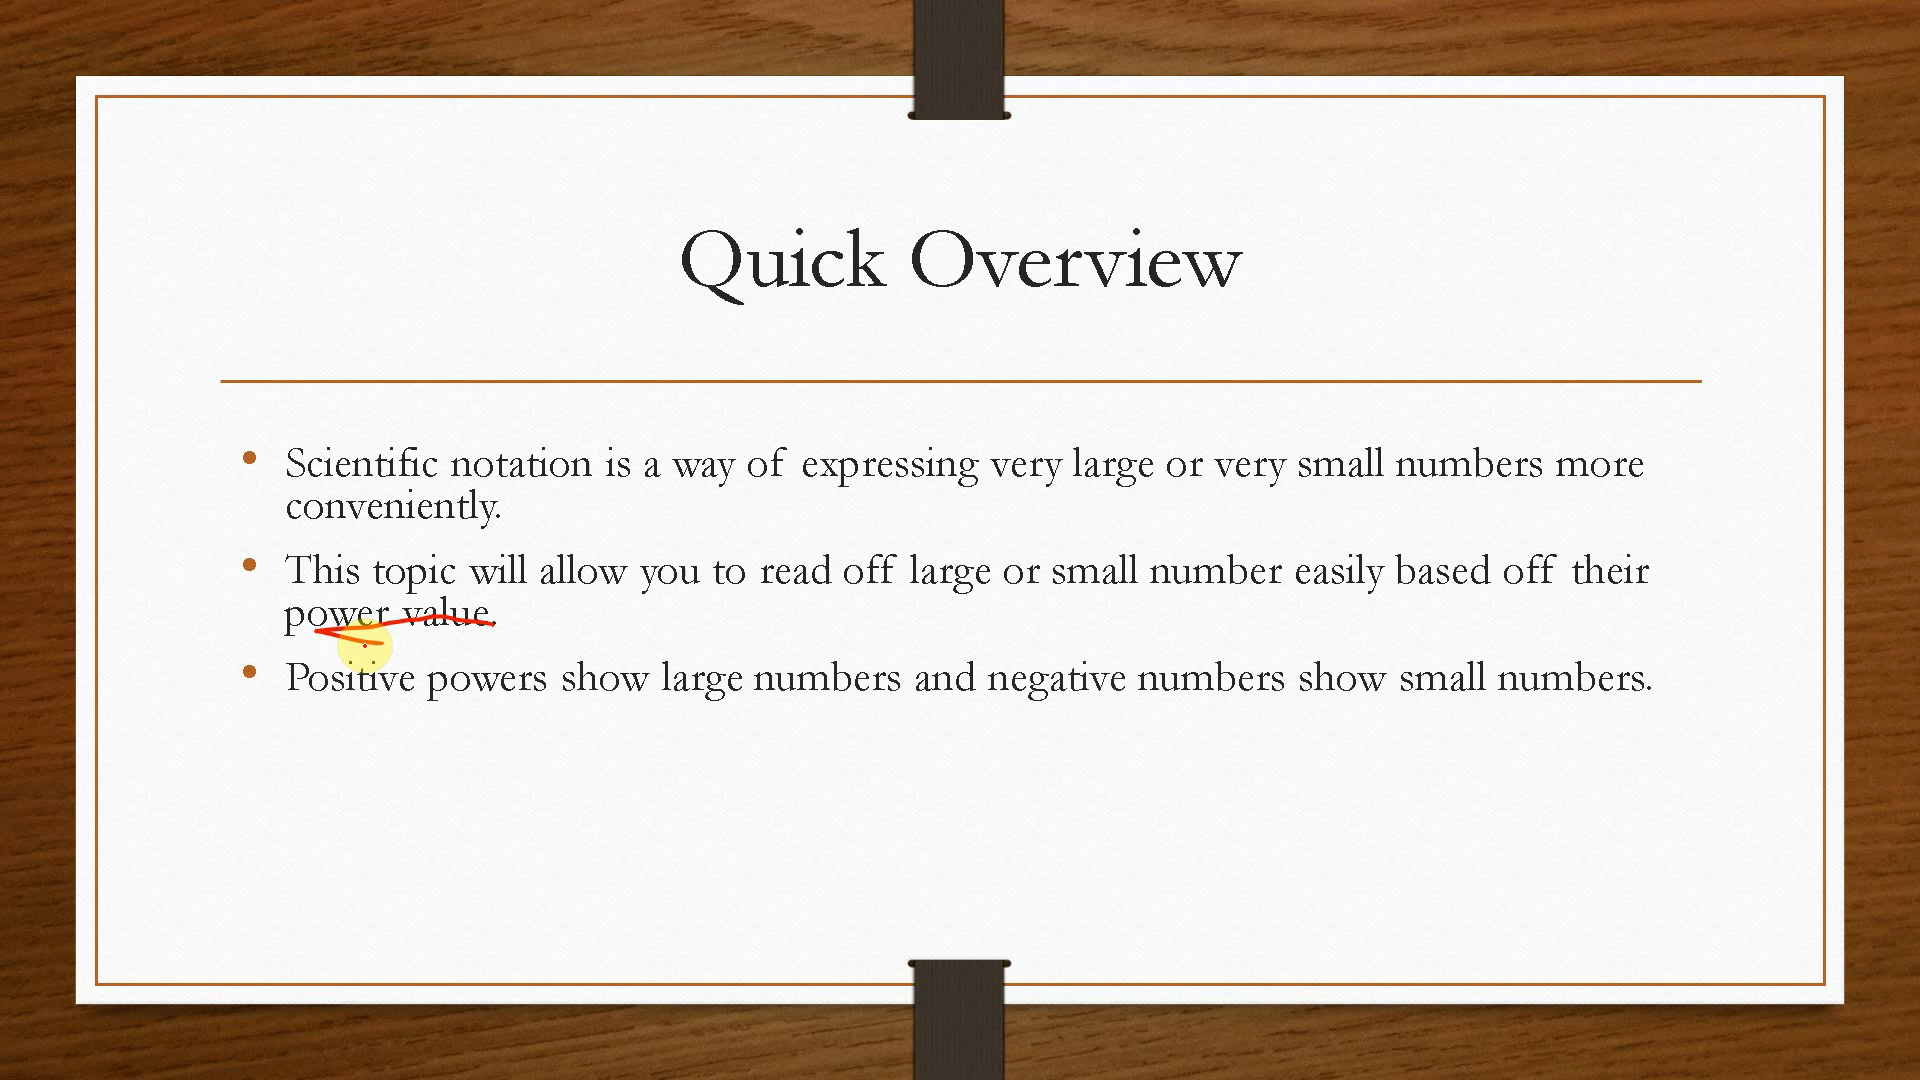 Quick Overview
• Scientific notation is a way of expressing very large or very small numbers more
conveniently.
• This topic will allow you to read off large or small number easily based off their
power value.
• Positive powers show large numbers and negative numbers show small numbers.